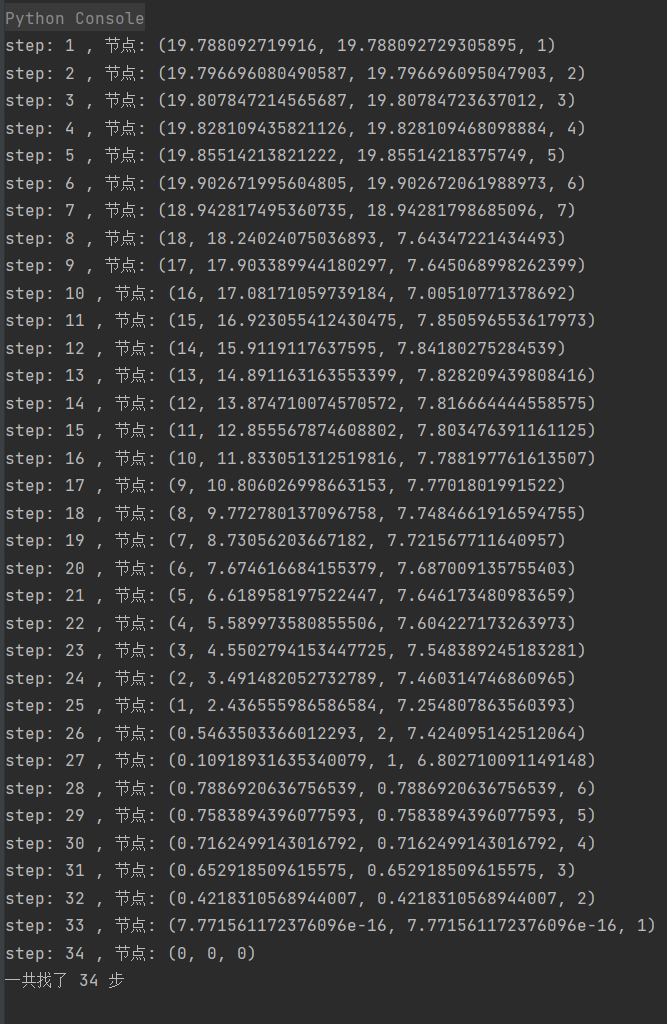 Python Console
step: 1 , 节点: (19.788092719916, 19.788092729305895, 1)
step: 2 , 节点: (19.796696080490587, 19.796696095047903, 2)
step: 3 , 节点: (19.807847214565687, 19.80784723637012, 3)
step: 4 , 节点: (19.828109435821126, 19.828109468098884, 4)
step: 5 , 节点: (19.85514213821222, 19.85514218375749, 5)
step: 6 , 节点: (19.902671995604805, 19.902672061988973, 6)
step: 7 , 节点: (18.942817495360735, 18.94281798685096, 7)
step: 8 , 节点: (18, 18.24024075036893, 7.64347221434493)
step: 9 , 节点: (17, 17.903389944180297, 7.645068998262399)
step: 10 , 节点: (16, 17.08171059739184, 7.00510771378692)
step: 11 , 节点: (15, 16.923055412430475, 7.850596553617973)
step: 12 , 节点: (14, 15.9119117637595, 7.84180275284539)
step: 13 , 节点: (13, 14.891163163553399, 7.828209439808416)
step: 14 , 节点: (12, 13.874710074570572, 7.816664444558575)
step: 15 , 节点: (11, 12.855567874608802, 7.803476391161125)
step: 16 , 节点: (10, 11.833051312519816, 7.788197761613507)
step: 17 , 节点: (9, 10.806026998663153, 7.7701801991522)
step: 18 , 节点: (8, 9.772780137096758, 7.7484661916594755)
step: 19 , 节点: (7, 8.73056203667182, 7.721567711640957)
step: 20 , 节点: (6, 7.674616684155379, 7.687009135755403)
step: 21 , 节点: (5, 6.618958197522447, 7.646173480983659)
step: 22 , 节点: (4, 5.589973580855506, 7.604227173263973)
step: 23 , 节点: (3, 4.5502794153447725, 7.548389245183281)
step: 24 , 节点: (2, 3.491482052732789, 7.460314746860965)
step: 25 , 节点: (1, 2.436555986586584, 7.254807863560393)
step: 26 , 节点: (0.5463503366012293, 2, 7.424095142512064)
step: 27 , 节点: (0.10918931635340079, 1, 6.802710091149148)
step: 28 , 节点: (0.7886920636756539, 0.7886920636756539, 6)
step: 29 , 节点: (0.7583894396077593, 0.7583894396077593, 5)
step: 30 , 节点: (0.7162499143016792, 0.7162499143016792, 4)
step: 31 , 节点: (0.652918509615575, 0.652918509615575, 3)
step: 32 , 节点: (0.4218310568944007, 0.4218310568944007, 2)
step: 33 , 节点: (7.771561172376096e-16, 7.771561172376096e-16, 1)
step: 34 , 节点: (0, 0, 0)
一共找了 34 步